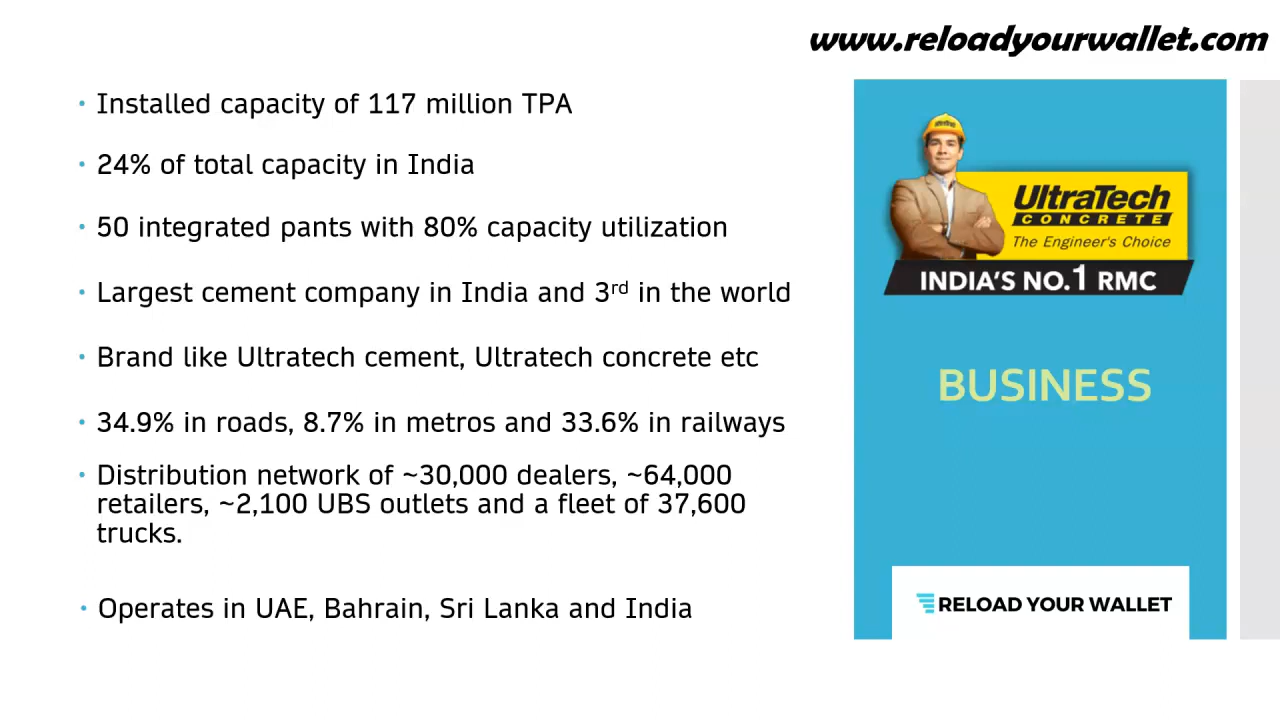 www.reloadyourwallet.com
• Installed capacity of 117 million TPA
• 24% of total capacity in India
• 50 integrated pants with 80% capacity utilization
• Largest cement company in India and 3rd in the world
• Brand like Ultratech cement, Ultratech concrete etc
• 34.9% in roads, 8.7% in metros and 33.6% in railways
• Distribution network of ~30,000 dealers, ~64,000
retailers, ~2,100 UBS outlets and a fleet of 37,600
trucks.
• Operates in UAE, Bahrain, Sri Lanka and India
UltraTech
CONCRETE
The Engineer's Choice
INDIA'S NO.1 RMC
BUSINESS
RELOAD YOUR WALLET